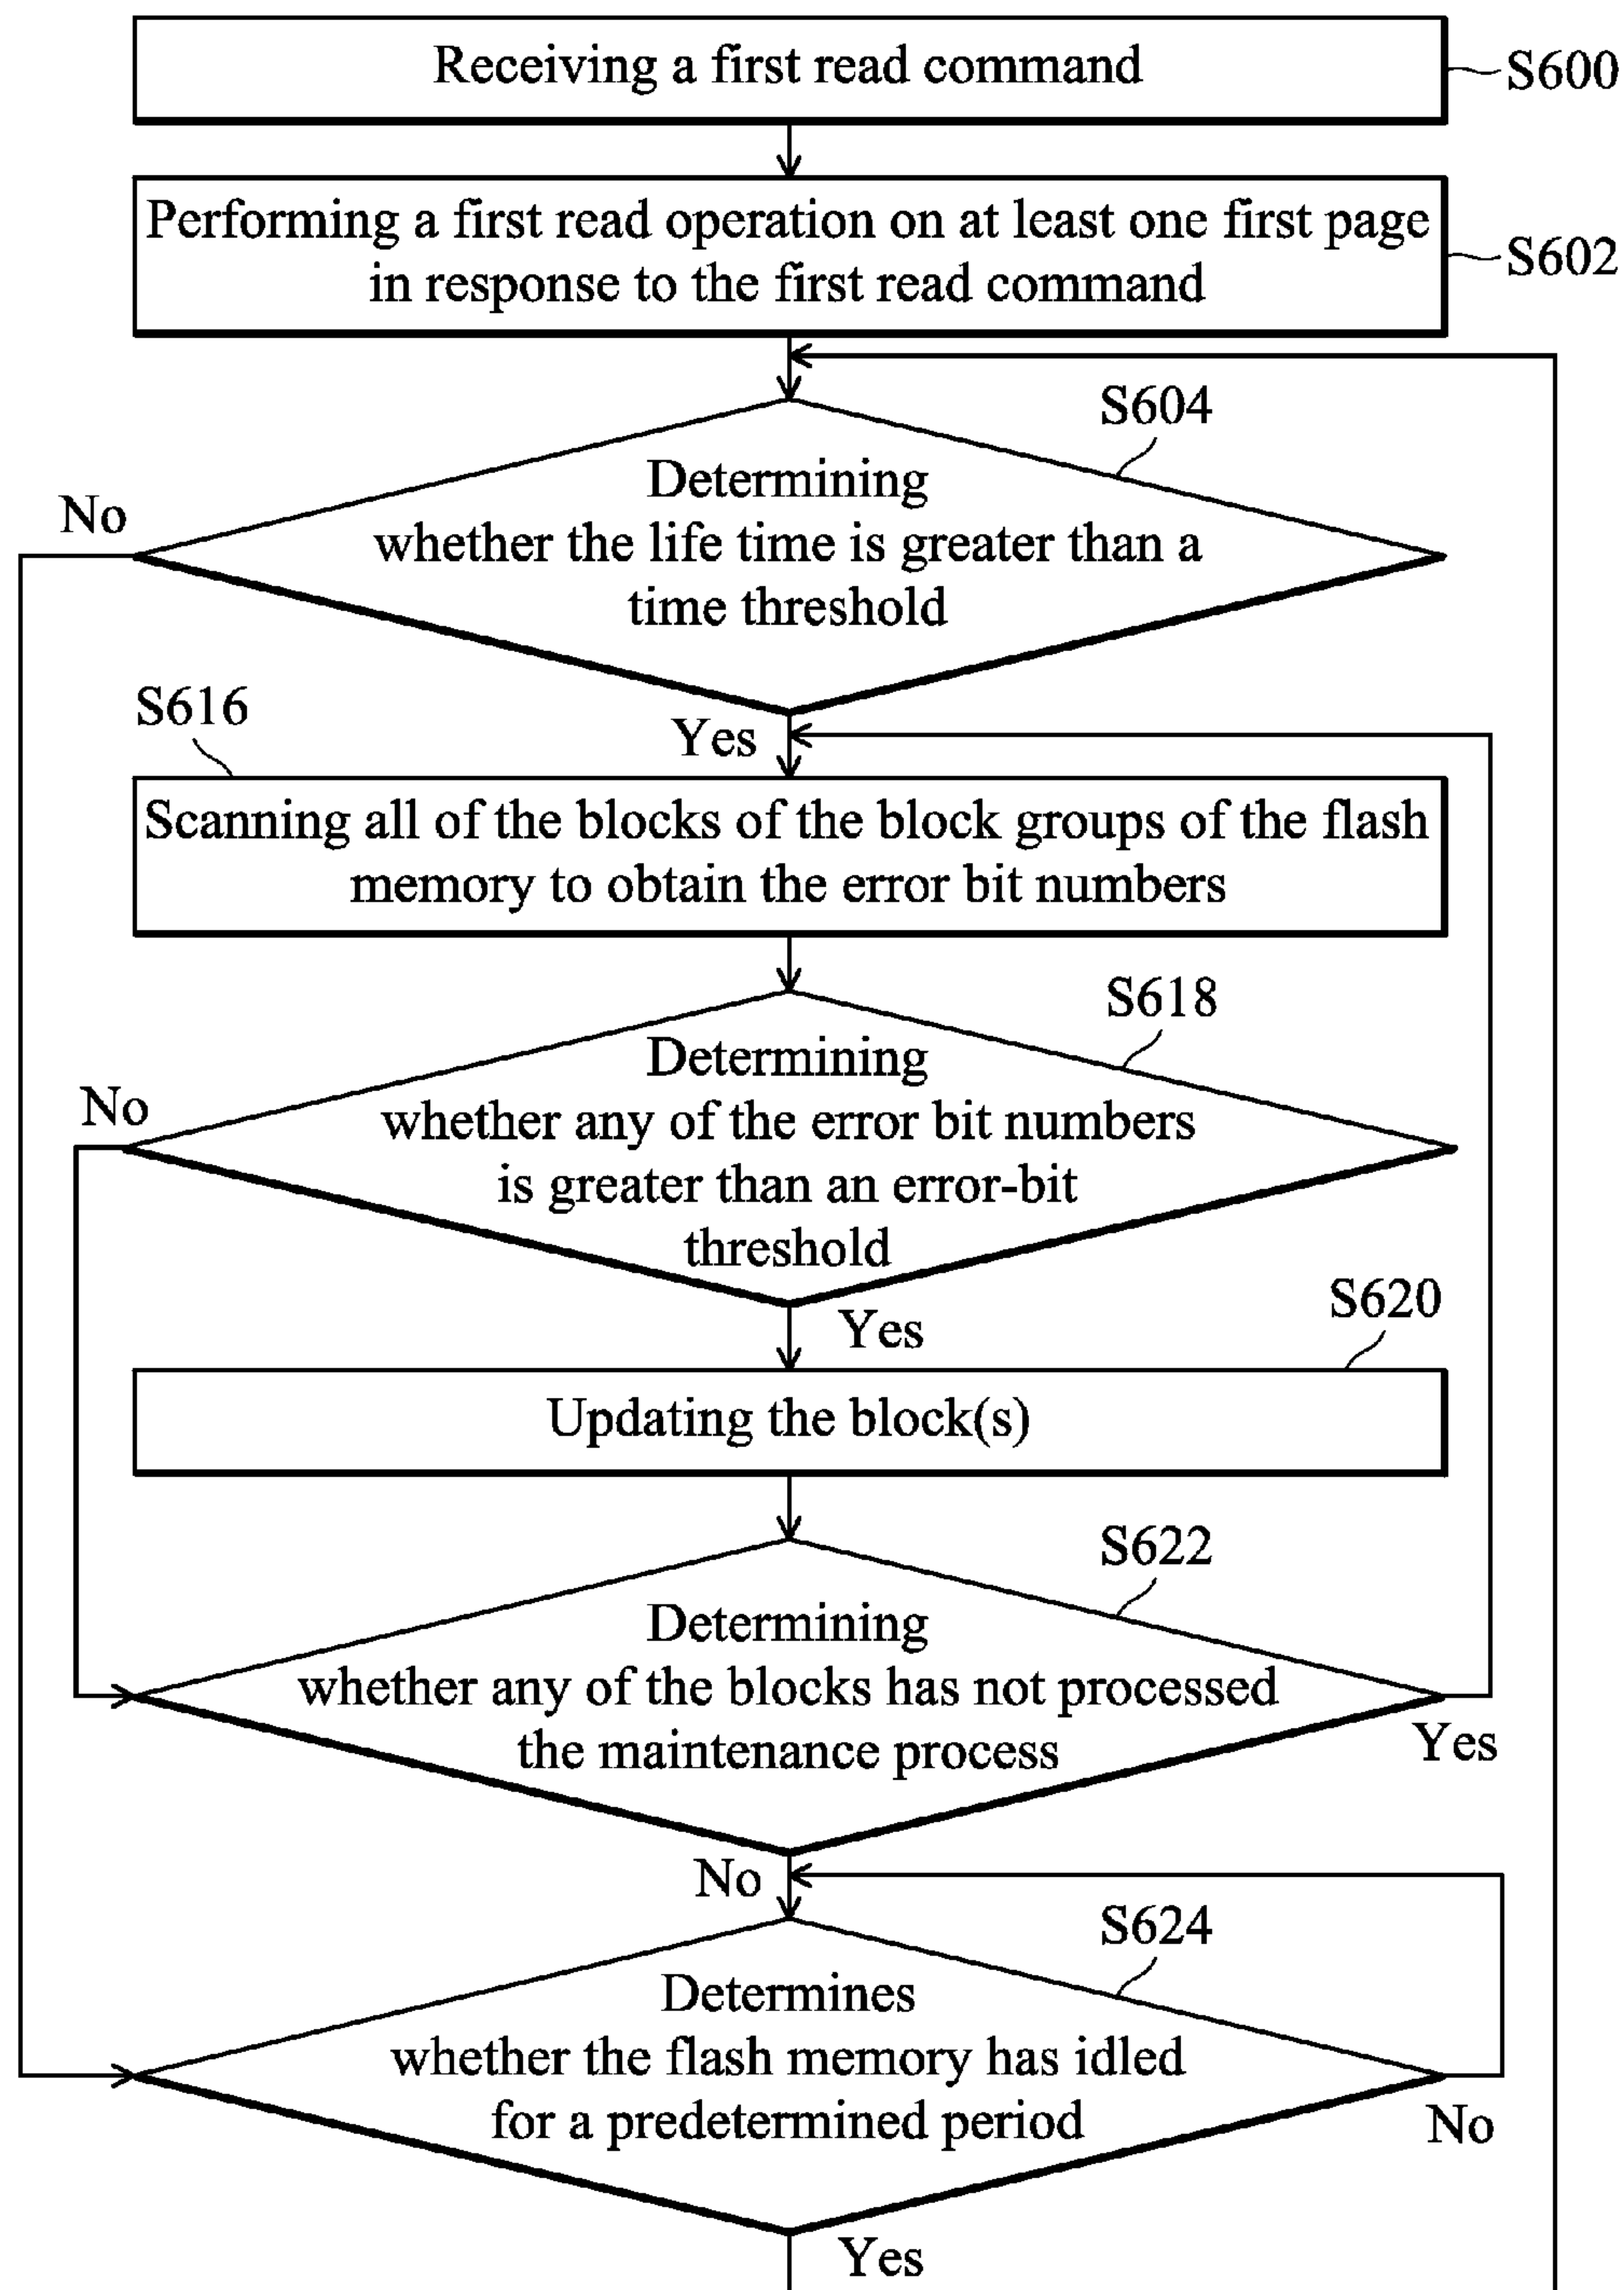 Receiving a first read command
S600
Performing a first read operation on at least one first page
in response to the first read command
S602
S604
Determining
whether the life time is greater than a
time threshold
No
Yes
S616
Scanning all of the blocks of the block groups of the flash
memory to obtain the error bit numbers
S618
Determining
whether any of the error bit numbers
is greater than an error-bit
threshold
No
Yes
S620
Updating the block(s)
S622
Determining
whether any of the blocks has not processed
the maintenance process
Yes
No
S624
Determines
whether the flash memory has idled
for a predetermined period
No
Yes